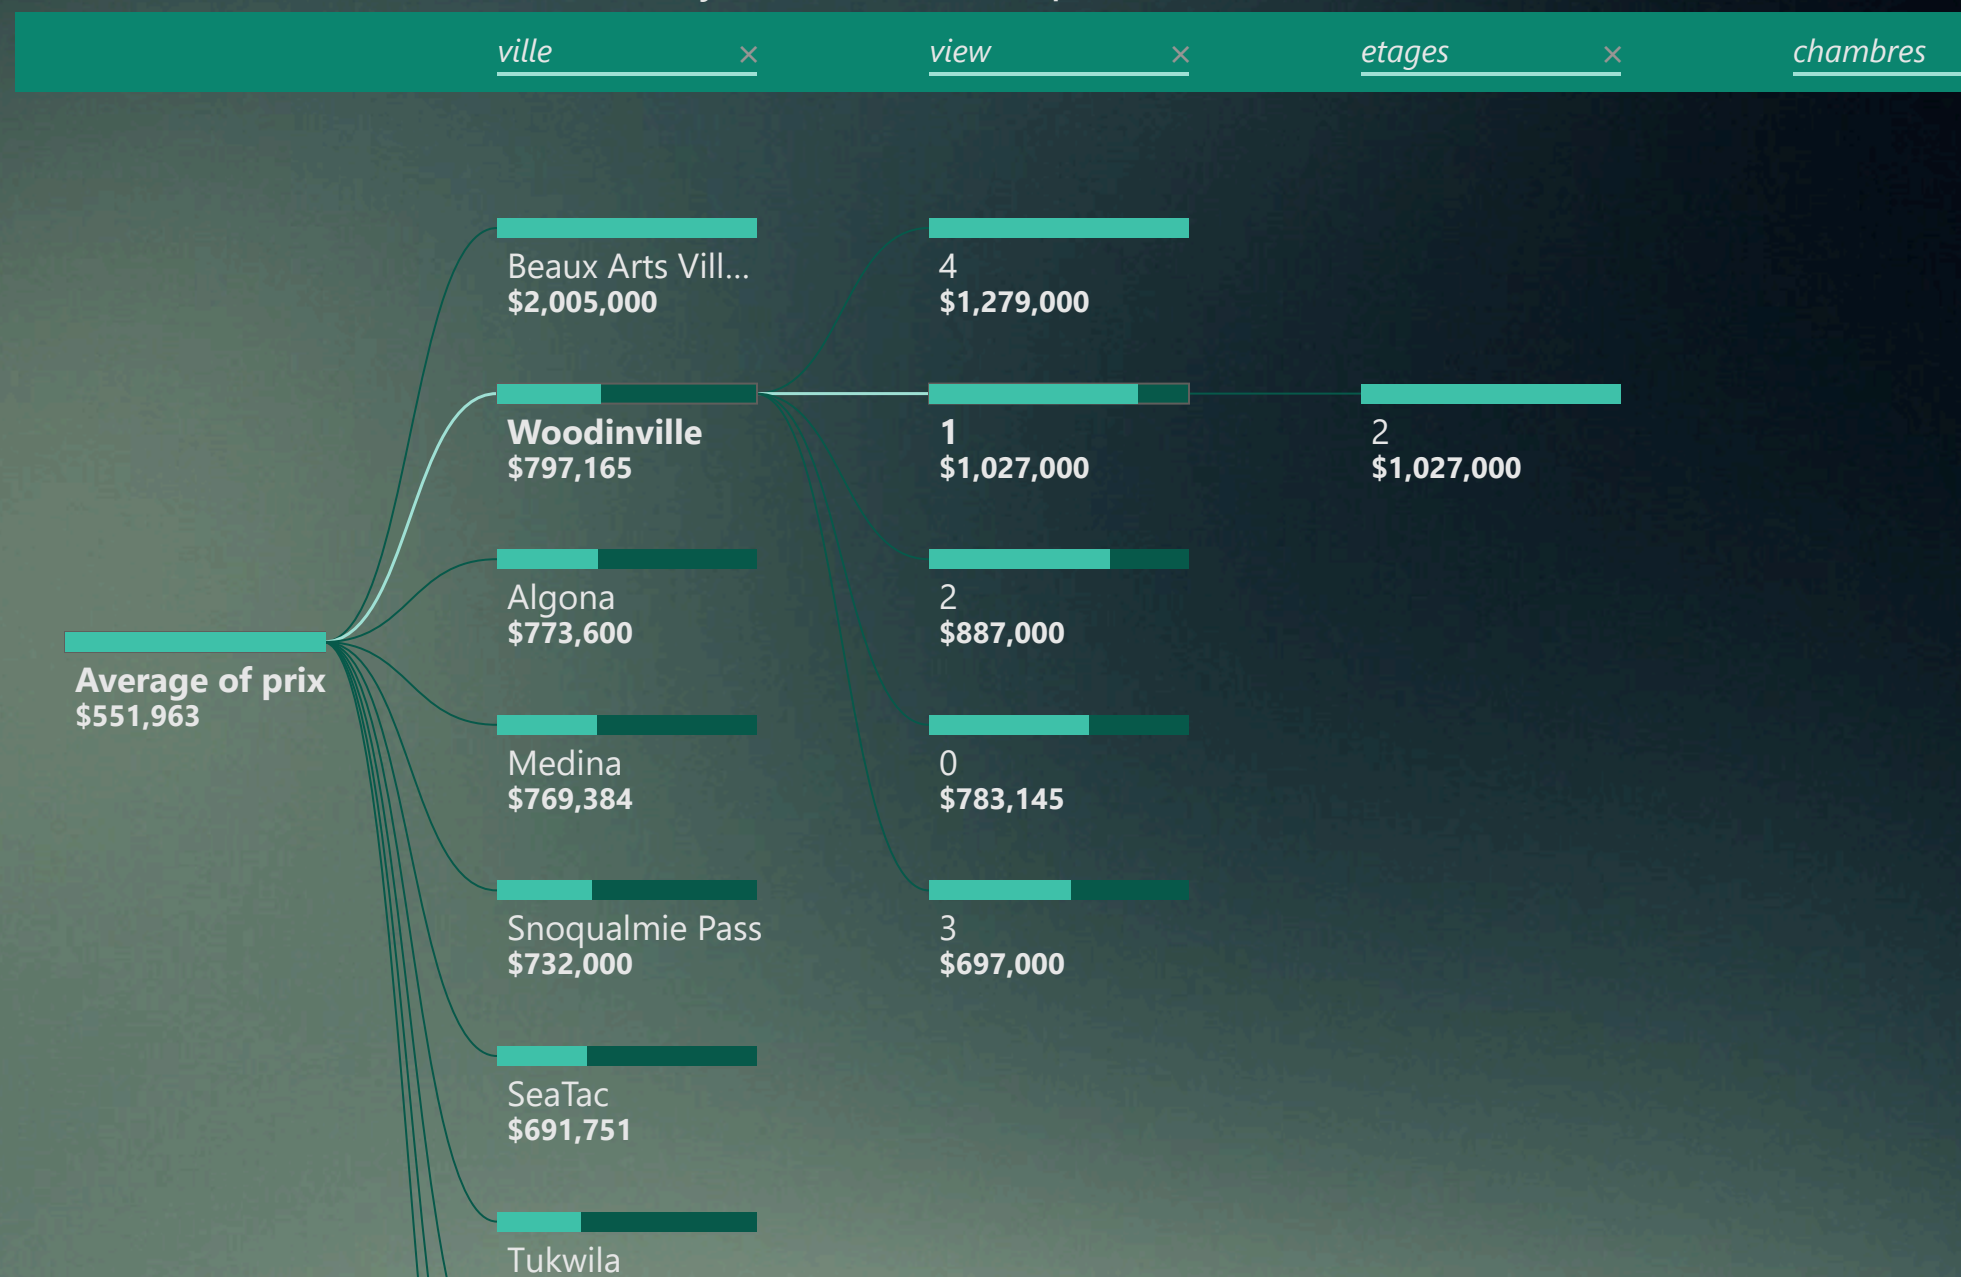 ville
view
etages
chambres
Beaux Arts Vill...
$2,005,000
4
$1,279,000
Woodinville
$797,165
1
$1,027,000
2
$1,027,000
Algona
$773,600
2
$887,000
Average of prix
$551,963
Medina
$769,384
0
$783,145
Snoqualmie Pass
$732,000
3
$697,000
SeaTac
$691,751
Tukwila